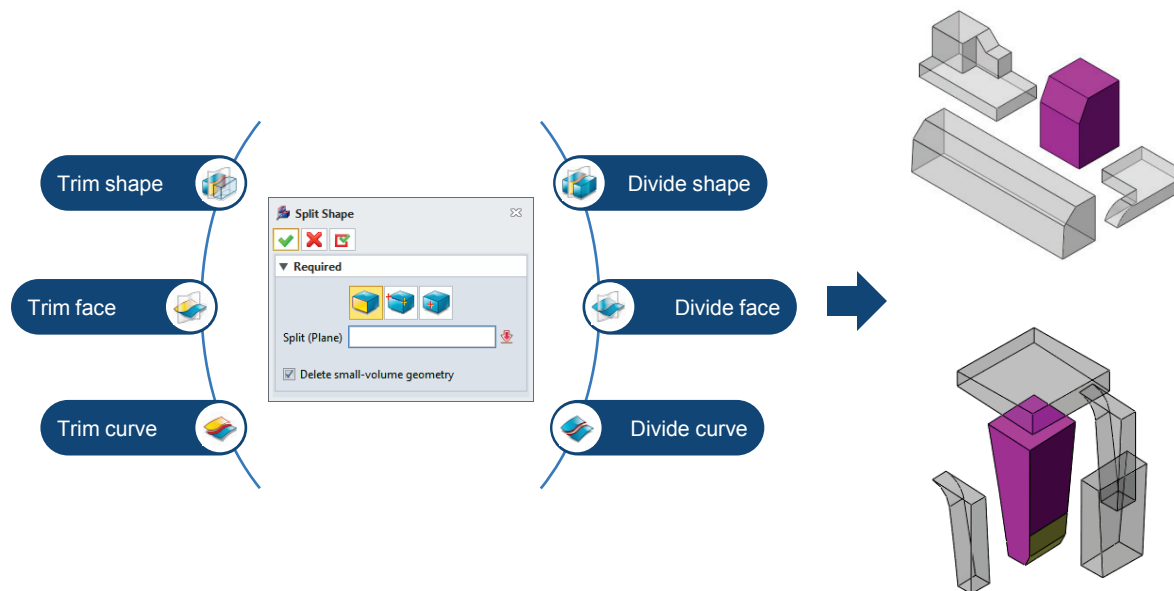 Trim shape
Trim face
Trim curve
Split Shape
Required
Split (Plane)
Delete small-volume geometry
Divide shape
Divide face
Divide curve